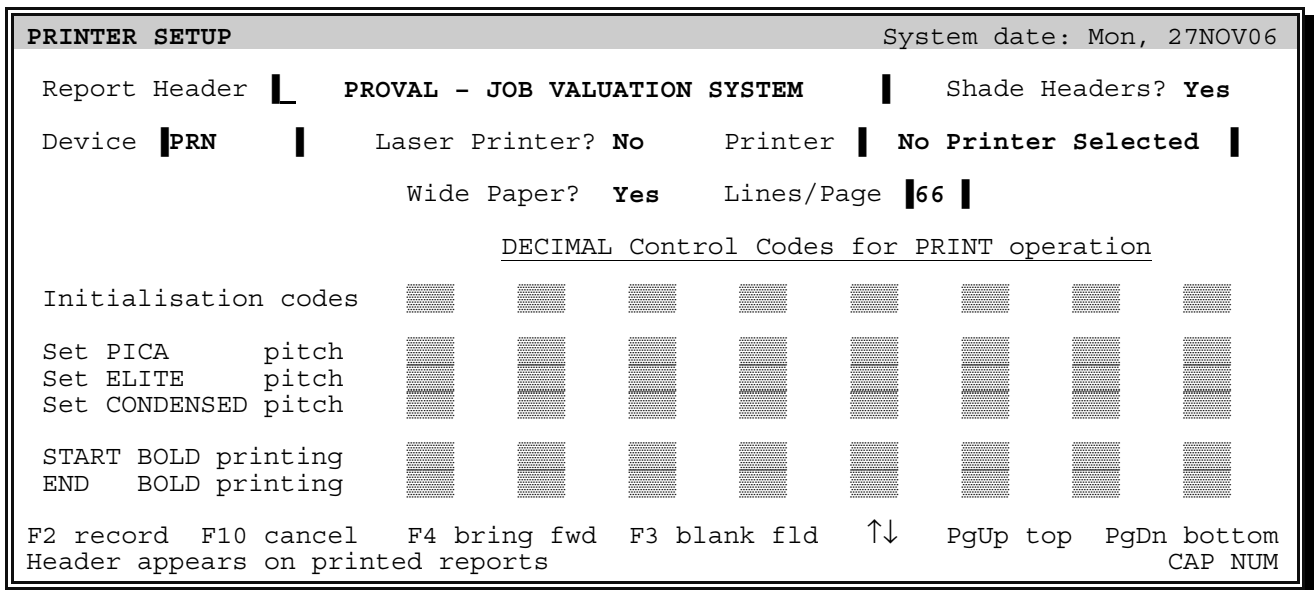 PRINTER SETUP System date: Mon, 27NOV06
Report Header _ PROVAL – JOB VALUATION SYSTEM Shade Headers? Yes
Device PRN Laser Printer? No Printer No Printer Selected
Wide Paper? Yes Lines/Page 66
DECIMAL Control Codes for PRINT operation
Initialisation codes
Set PICA pitch
Set ELITE pitch
Set CONDENSED pitch
START BOLD printing
END BOLD printing
F2 record F10 cancel F4 bring fwd F3 blank fld ↑↓ PgUp top PgDn bottom
Header appears on printed reports CAP NUM